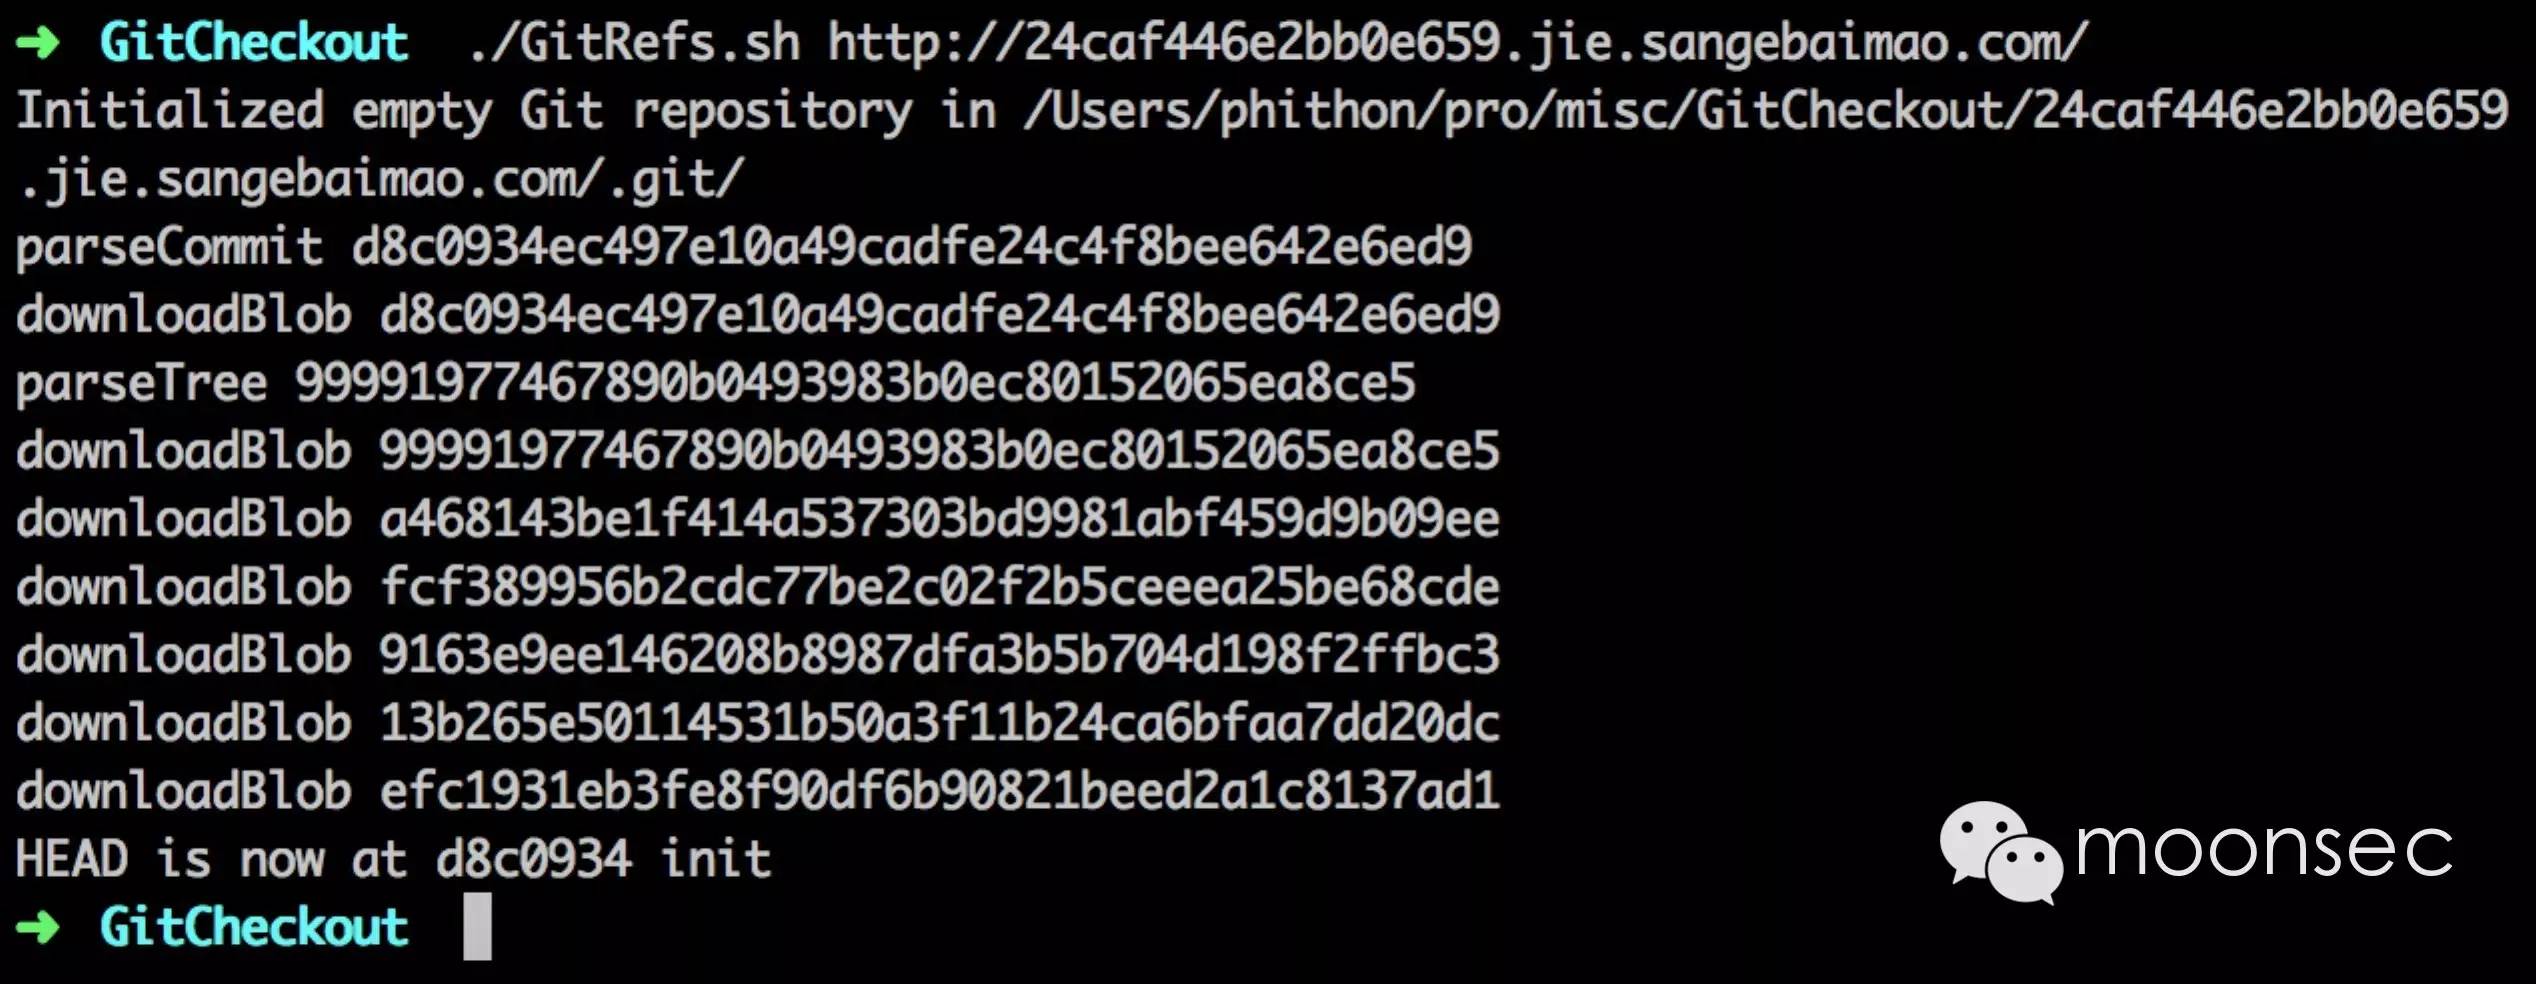 ➜ GitCheckout ./GitRefs.sh http://24caf446e2bb0e659.jie.sangebaimao.com/
Initialized empty Git repository in /Users/phithon/pro/misc/GitCheckout/24caf446e2bb0e659
.jie.sangebaimao.com/.git/
parseCommit d8c0934ec497e10a49cadfe24c4f8bee642e6ed9
downloadBlob d8c0934ec497e10a49cadfe24c4f8bee642e6ed9
parseTree 99991977467890b0493983b0ec80152065ea8ce5
downloadBlob 99991977467890b0493983b0ec80152065ea8ce5
downloadBlob a468143be1f414a537303bd9981abf459d9b09ee
downloadBlob fcf389956b2cdc77be2c02f2b5ceeea25be68cde
downloadBlob 9163e9ee146208b8987dfa3b5b704d198f2ffbc3
downloadBlob 13b265e50114531b50a3f11b24ca6bfaa7dd20dc
downloadBlob efc1931eb3fe8f90df6b90821beed2a1c8137ad1
HEAD is now at d8c0934 init
➜ GitCheckout
moonsec